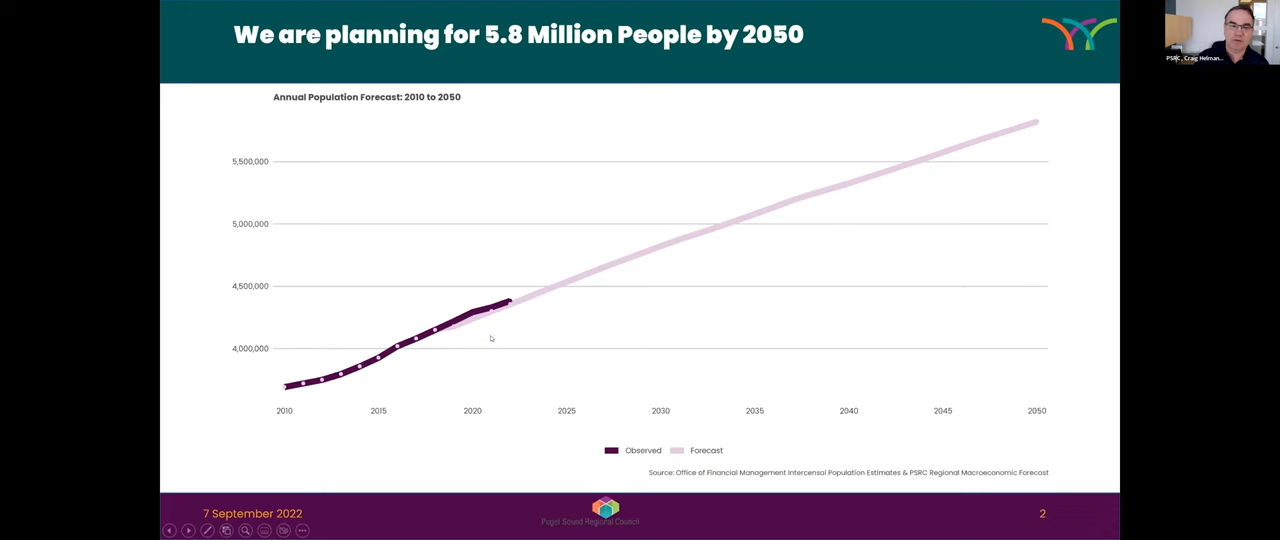 We are planning for 5.8 Million People by 2050
PSRC, Craig Helman...
Annual Population Forecast: 2010 to 2050
5,500,000
5,000,000
4,500,000
4,000,000
2010 2015 2020 2025 2030 2035 2040 2045 2050
Observed Forecast
Source: Office of Financial Management Intercensal Population Estimates & PSRC Regional Macroeconomic Forecast
7 September 2022
Puget Sound Regional Council
2